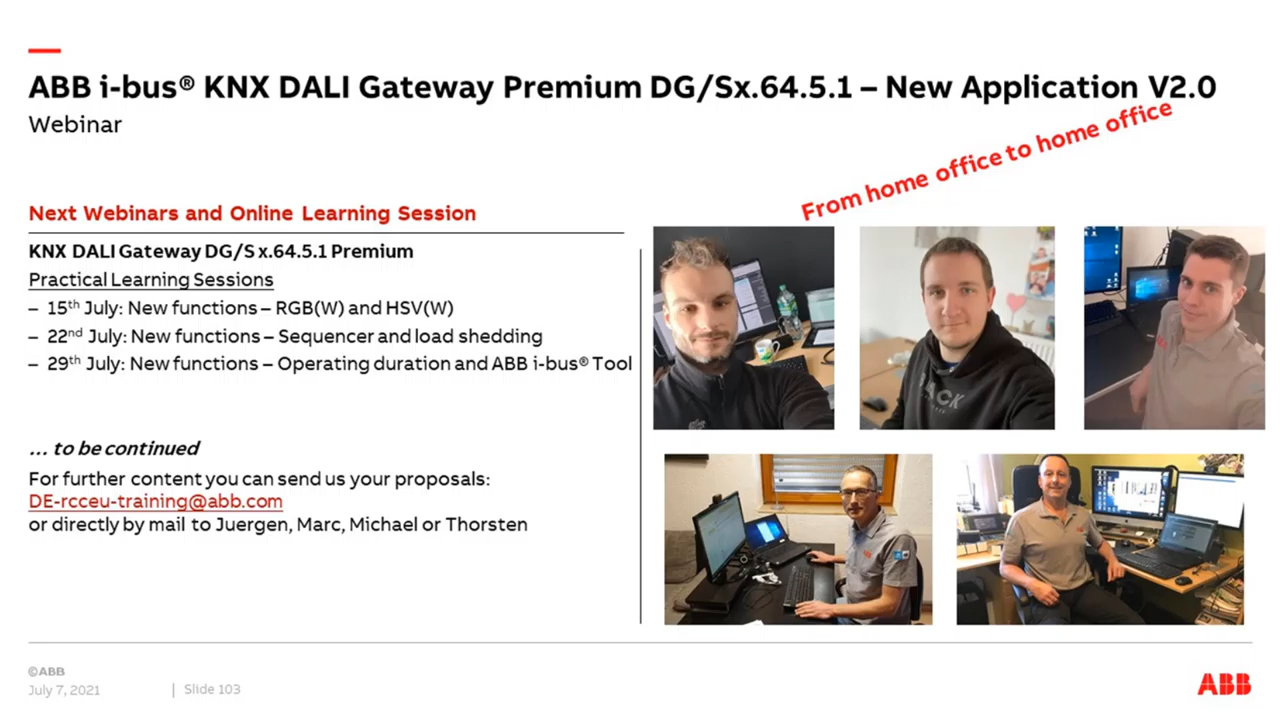 ABB i-bus® KNX DALI Gateway Premium DG/Sx.64.5.1 – New Application V2.0
Webinar
From home office to home office
Next Webinars and Online Learning Session
KNX DALI Gateway DG/S x.64.5.1 Premium
Practical Learning Sessions
– 15th July: New functions – RGB(W) and HSV(W)
– 22nd July: New functions – Sequencer and load shedding
– 29th July: New functions – Operating duration and ABB i-bus® Tool
... to be continued
For further content you can send us your proposals:
DE-rcceu-training@abb.com
or directly by mail to Juergen, Marc, Michael or Thorsten
©ABB
July 7, 2021 | Slide 103
ABB